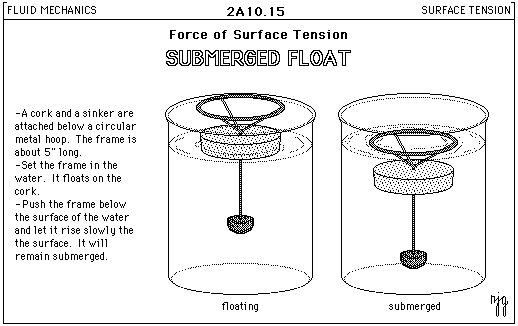 FLUID MECHANICS
2A10.15
SURFACE TENSION
Force of Surface Tension
SUBMERGED FLOAT
-A cork and a sinker are
attached below a circular
metal hoop. The frame is
about 5" long.
-Set the frame in the
water. It floats on the
cork.
-Push the frame below
the surface of the water
and let it rise slowly the
the surface. It will
remain submerged.
floating
submerged
njg